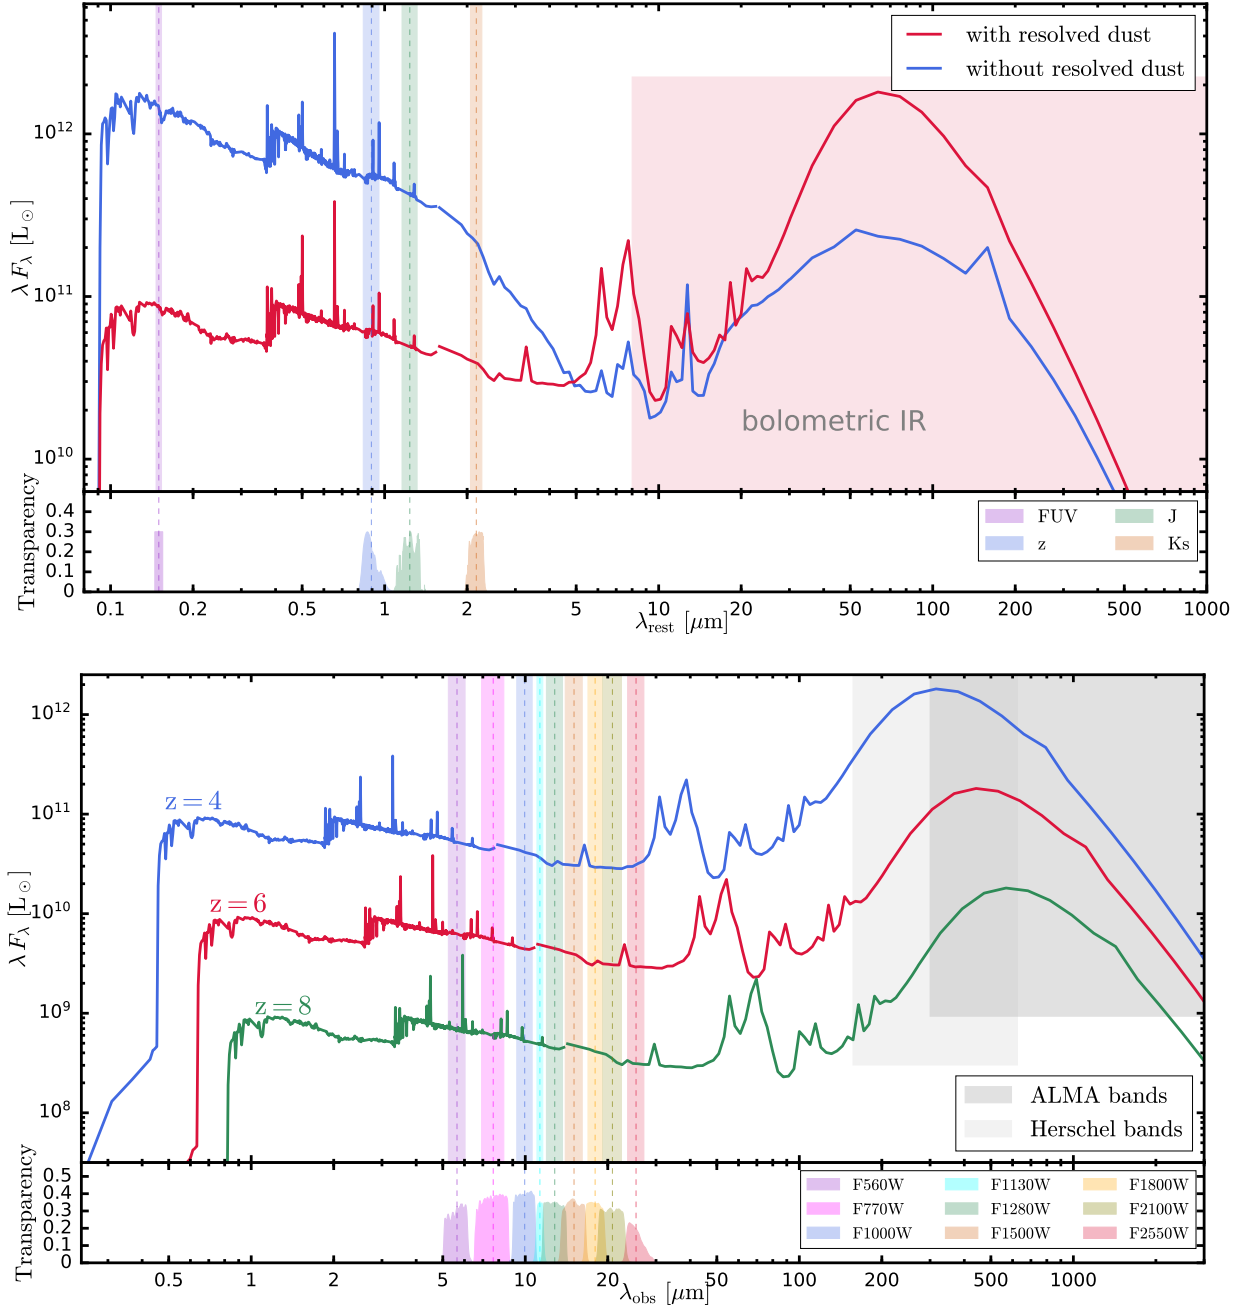 with resolved dust
without resolved dust
10^12
10^11
10^10
λ F_λ [L_⊙]
bolometric IR
Transparency
0.4
0.3
0.2
0.1
0
FUV J
z Ks
0.1 0.2 0.5 1 2 5 10 20 50 100 200 500 1000
λ_rest [μm]
10^12
10^11
10^10
10^9
10^8
λ F_λ [L_⊙]
z = 4
z = 6
z = 8
ALMA bands
Herschel bands
Transparency
0.5
0.4
0.3
0.2
0.1
0
F560W F1130W F1800W
F770W F1280W F2100W
F1000W F1500W F2550W
0.5 1 2 5 10 20 50 100 200 500 1000
λ_obs [μm]